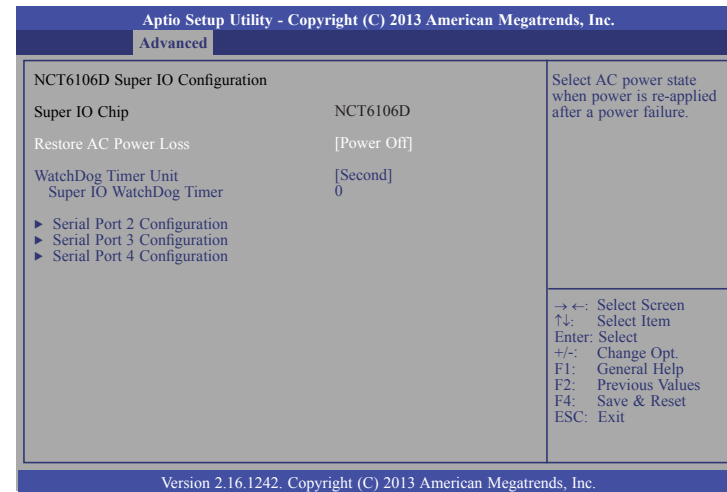 Aptio Setup Utility - Copyright (C) 2013 American Megatrends, Inc.
Advanced
NCT6106D Super IO Configuration
Super IO Chip NCT6106D
Restore AC Power Loss [Power Off]
WatchDog Timer Unit [Second]
Super IO WatchDog Timer 0
▶ Serial Port 2 Configuration
▶ Serial Port 3 Configuration
▶ Serial Port 4 Configuration
Select AC power state
when power is re-applied
after a power failure.
→ ←: Select Screen
↑↓: Select Item
Enter: Select
+/-: Change Opt.
F1: General Help
F2: Previous Values
F4: Save & Reset
ESC: Exit
Version 2.16.1242. Copyright (C) 2013 American Megatrends, Inc.